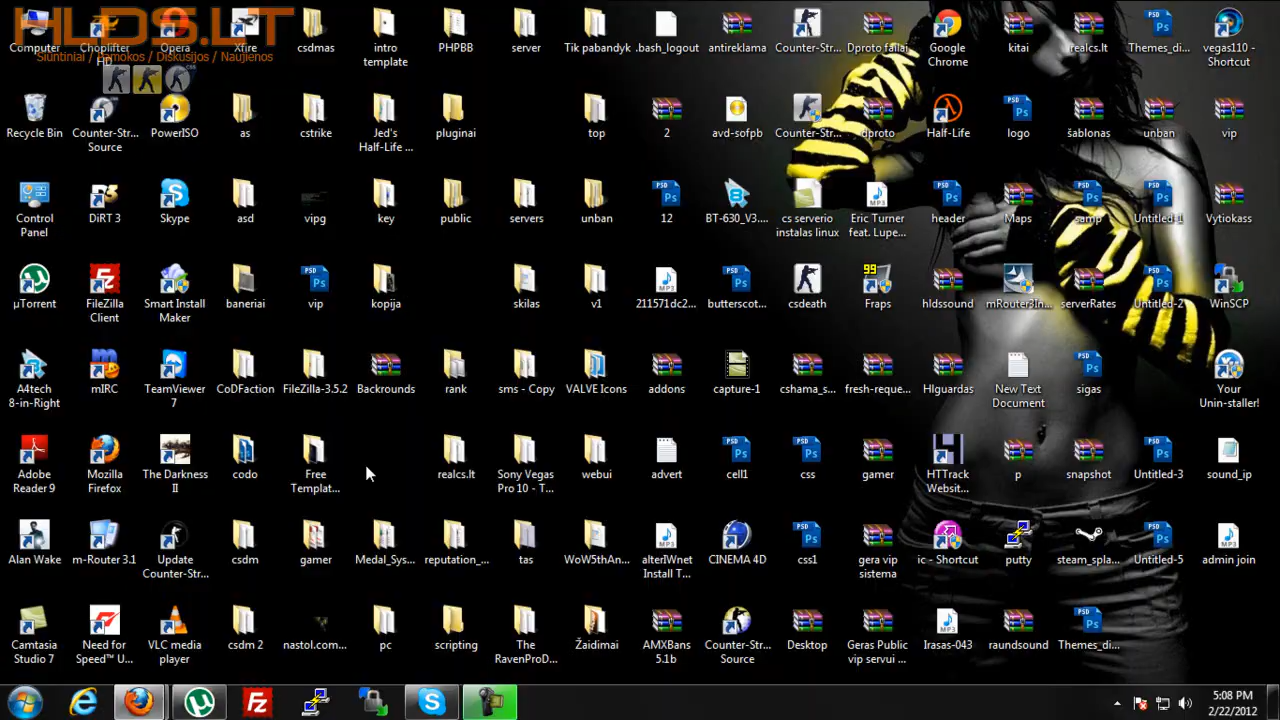 HLDS.LT
Siuntiniai / Pamokos / Diskusijos / Naujienos
Computer
Choplifter HD
Opera
Xfire
csdmas
intro template
PHPBB
server
Tik pabandyk
.bash_logout
antireklama
Counter-Str...
Dproto failai
Google Chrome
kitai
realcs.lt
Themes_di...
vegas110 - Shortcut
Recycle Bin
Counter-Str... Source
PowerISO
as
cstrike
Jed's Half-Life ...
pluginai
top
2
avd-sofpb
Counter-Str...
dproto
Half-Life
logo
šablonas
unban
vip
Control Panel
DiRT 3
Skype
asd
vipg
key
public
servers
unban
12
BT-630_V3....
cs serverio instalas linux
Eric Turner feat. Lupe...
header
Maps
samp
Untitled-1
Vytiokass
µTorrent
FileZilla Client
Smart Install Maker
baneriai
vip
kopija
skilas
v1
211571dc2...
butterscot...
csdeath
99
Fraps
hldssound
mRouter3In...
serverRates
Untitled-2
WinSCP
A4tech 8-in-Right
mIRC
TeamViewer 7
CoDFaction
FileZilla-3.5.2
Backrounds
rank
sms - Copy
VALVE Icons
addons
capture-1
cshama_s...
fresh-reque...
Hlguardas
New Text Document
sigas
Your Unin-staller!
Adobe Reader 9
Mozilla Firefox
The Darkness II
codo
Free Templat...
realcs.lt
Sony Vegas Pro 10 - T...
webui
advert
cell1
css
gamer
HTTrack Websit...
p
snapshot
Untitled-3
sound_ip
Alan Wake
m-Router 3.1
Update Counter-Str...
csdm
gamer
Medal_Sys...
reputation_...
tas
WoW5thAn...
alterIWnet Install T...
CINEMA 4D
css1
gera vip sistema
ic - Shortcut
putty
steam_spla...
Untitled-5
admin join
Camtasia Studio 7
Need for Speed™ U...
VLC media player
csdm 2
nastol.com...
pc
scripting
The RavenProD...
Žaidimai
AMXBans 5.1b
Counter-Str... Source
Desktop
Geras Public vip servui ...
Irasas-043
raundsound
Themes_di...
5:08 PM
2/22/2012